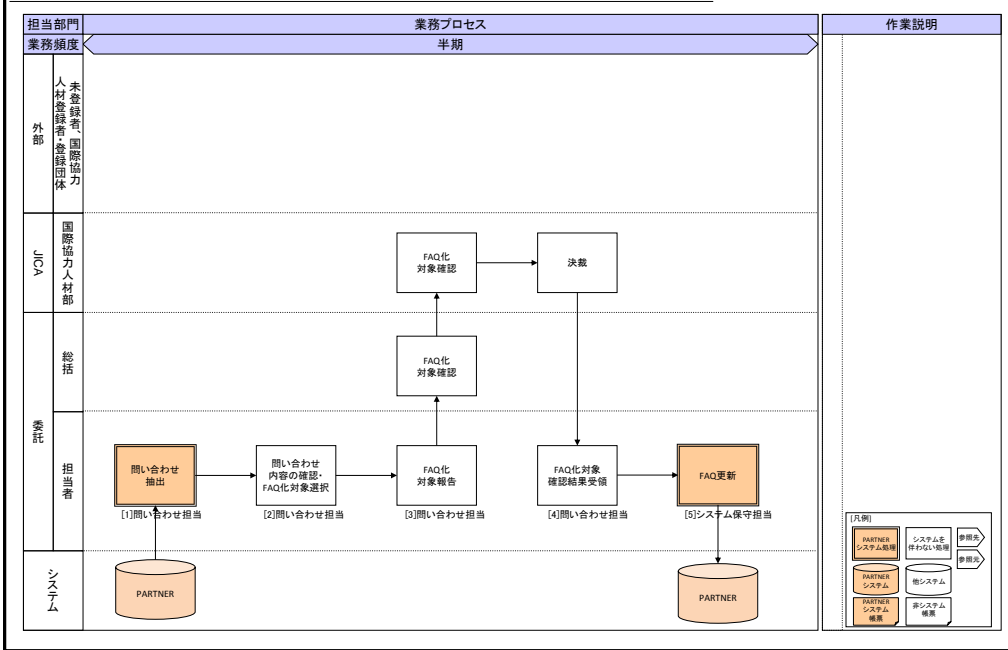 担当部門
業務プロセス
作業説明
業務頻度
半期
外部
未登録者、国際協力
人材登録者・登録団体
JICA
国際協力人材部
FAQ化
対象確認
決裁
委託
総括
FAQ化
対象確認
担当者
問い合わせ
抽出
[1]問い合わせ担当
問い合わせ
内容の確認・
FAQ化対象選択
[2]問い合わせ担当
FAQ化
対象報告
[3]問い合わせ担当
FAQ化対象
確認結果受領
[4]問い合わせ担当
FAQ更新
[5]システム保守担当
システム
PARTNER
PARTNER
[凡例]
PARTNER
システム処理
システムを
伴わない処理
参照先
参照元
PARTNER
システム
他システム
PARTNER
システム
帳票
非システム
帳票